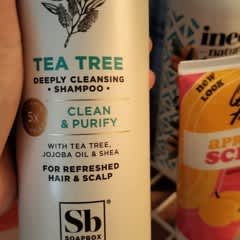 TEA TREE
DEEPLY CLEANSING
• SHAMPOO •
CLEAN
& PURIFY
5x
WITH TEA TREE,
JOJOBA OIL & SHEA
FOR REFRESHED
HAIR & SCALP
Sb®
SOAPBOX
NEW
LOOK